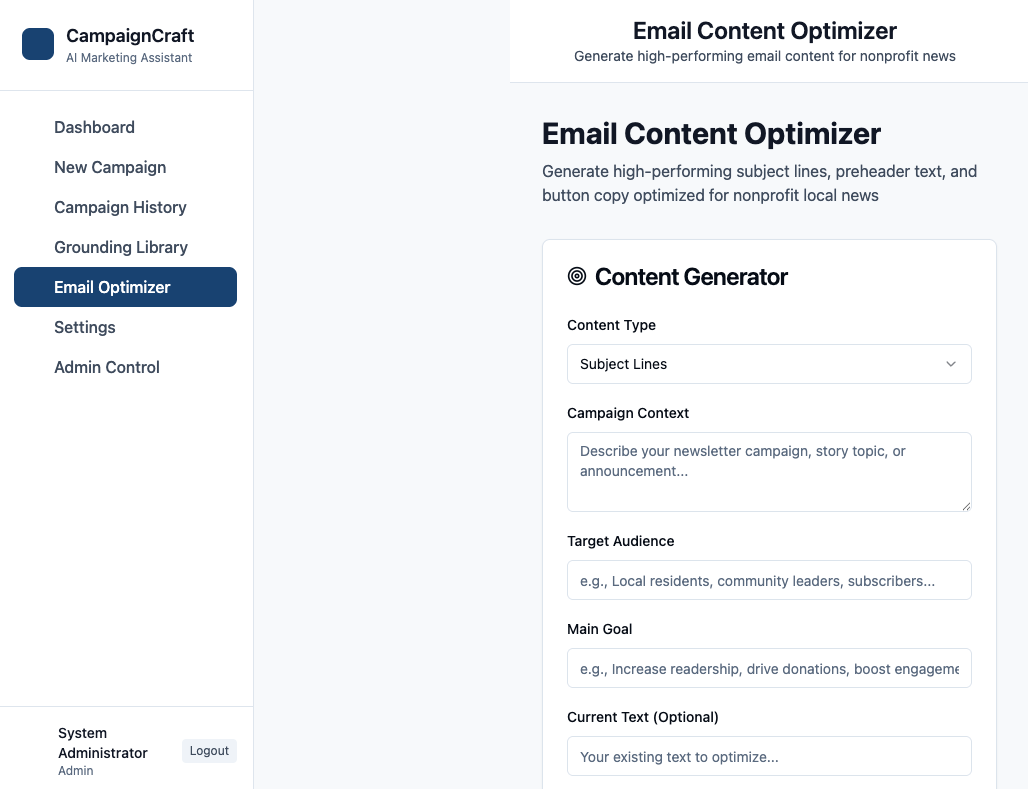 CampaignCraft
AI Marketing Assistant
Dashboard
New Campaign
Campaign History
Grounding Library
Email Optimizer
Settings
Admin Control
System
Administrator
Admin
Logout
Email Content Optimizer
Generate high-performing email content for nonprofit news
Email Content Optimizer
Generate high-performing subject lines, preheader text, and
button copy optimized for nonprofit local news
Content Generator
Content Type
Subject Lines
Campaign Context
Describe your newsletter campaign, story topic, or
announcement...
Target Audience
e.g., Local residents, community leaders, subscribers...
Main Goal
e.g., Increase readership, drive donations, boost engageme
Current Text (Optional)
Your existing text to optimize...